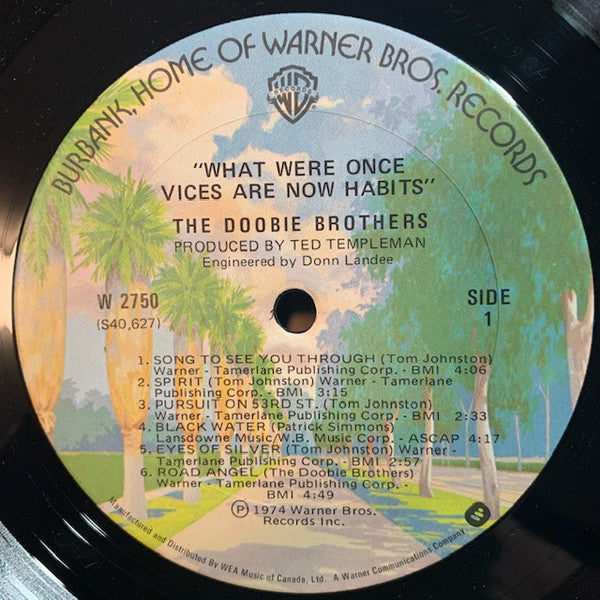 BURBANK, HOME OF WARNER BROS. RECORDS
"WHAT WERE ONCE
VICES ARE NOW HABITS"
THE DOOBIE BROTHERS
PRODUCED BY TED TEMPLEMAN
Engineered by Donn Landee
W 2750
(S40,627)
SIDE
1
1. SONG TO SEE YOU THROUGH (Tom Johnston)
Warner - Tamerlane Publishing Corp. - BMI 4:06
2. SPIRIT (Tom Johnston) Warner - Tamerlane
Publishing Corp. - BMI 3:15
3. PURSUIT ON 53RD ST. (Tom Johnston)
Warner - Tamerlane Publishing Corp. - BMI 2:33
4. BLACK WATER (Patrick Simmons)
Lansdowne Music/W.B. Music Corp. - ASCAP 4:17
5. EYES OF SILVER (Tom Johnston) Warner -
Tamerlane Publishing Corp. - BMI 2:57
6. ROAD ANGEL (The Doobie Brothers)
Warner - Tamerlane Publishing Corp. -
BMI 4:49
Ⓟ 1974 Warner Bros.
Records Inc.
Manufactured and Distributed By WEA Music of Canada, Ltd. A Warner Communications Company